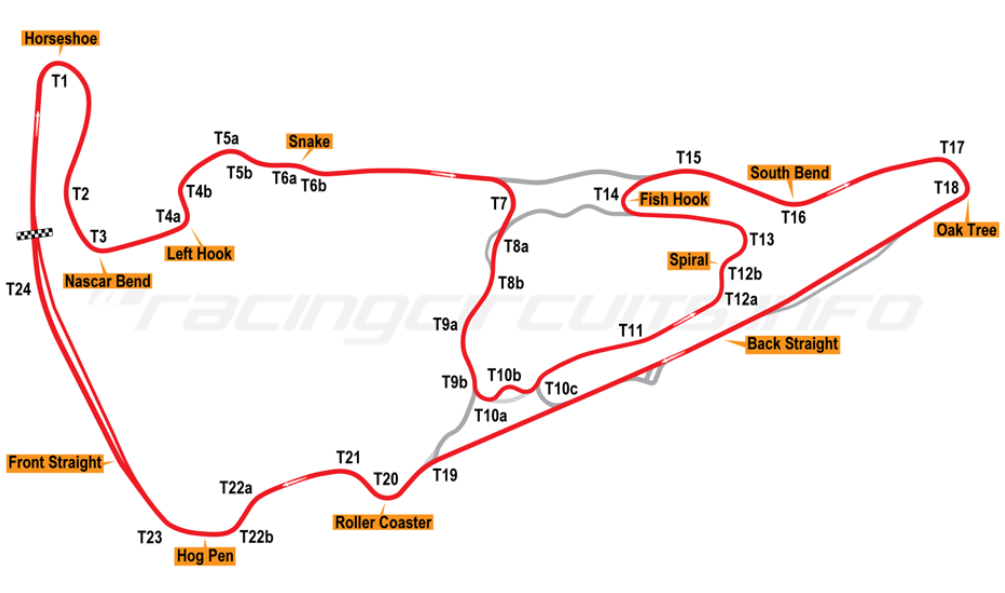 Horseshoe
T1
T2
T3
Nascar Bend
T4a
Left Hook
T4b
T5a
T5b
T6a
Snake
T6b
T7
T8a
T8b
T9a
T9b
T10a
T10b
T10c
T11
T12a
T12b
Spiral
T13
T14
Fish Hook
T15
South Bend
T16
T17
T18
Oak Tree
Back Straight
T19
T20
Roller Coaster
T21
T22a
T22b
Hog Pen
T23
Front Straight
T24
racingcircuits.info